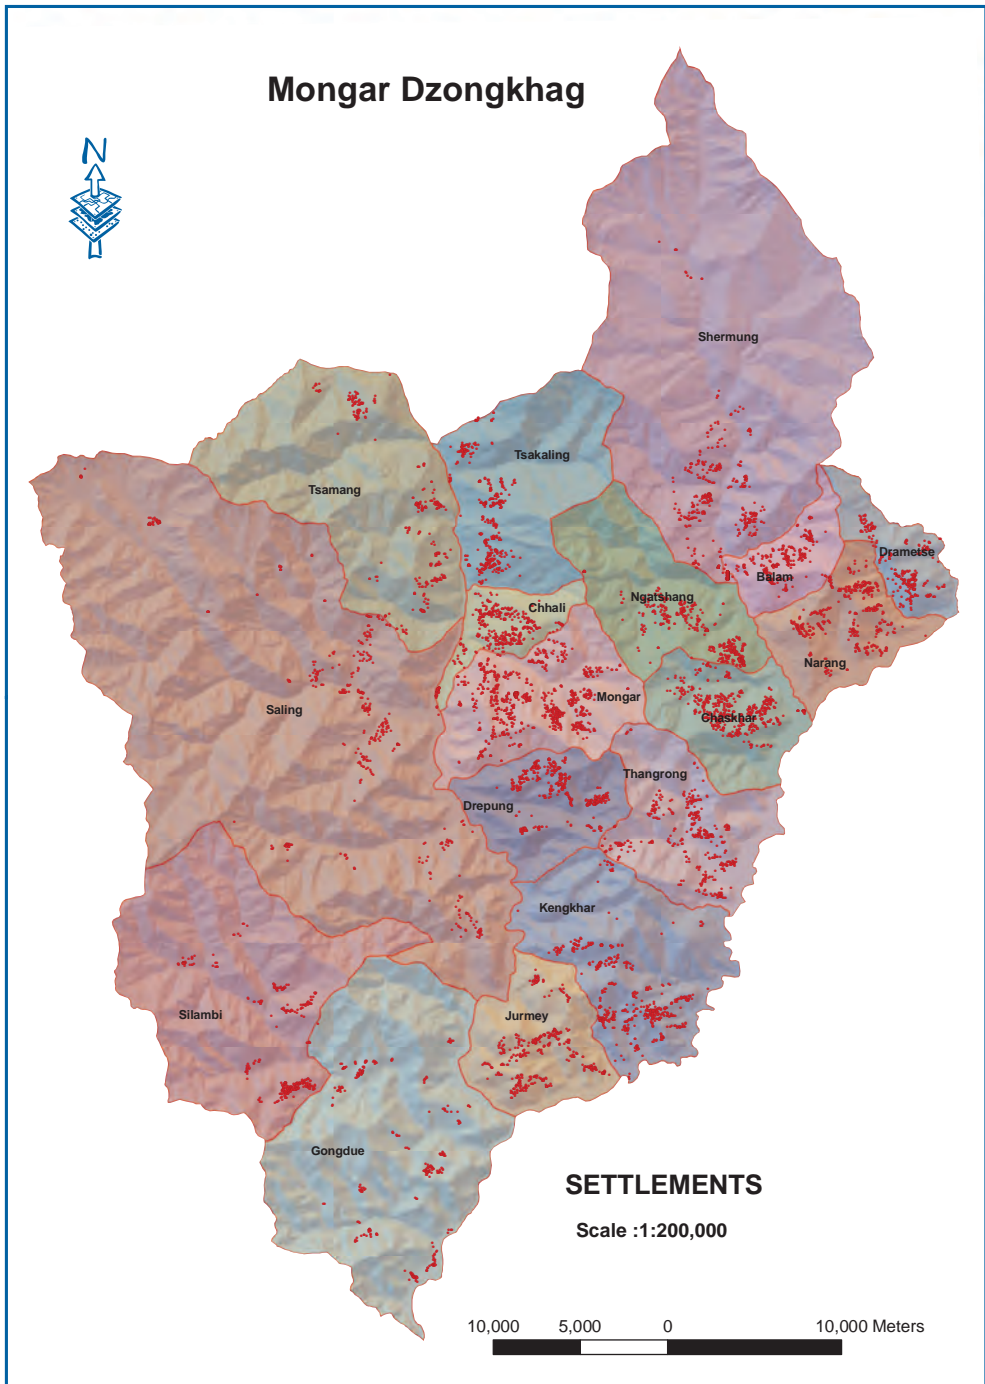 Mongar Dzongkhag
N
Shermung
Tsakaling
Tsamang
Drametse
Balam
Ngatshang
Chhali
Narang
Mongar
Saling
Chaskhar
Thangrong
Drepung
Kengkhar
Silambi
Jurmey
Gongdue
SETTLEMENTS
Scale :1:200,000
10,000 5,000 0 10,000 Meters